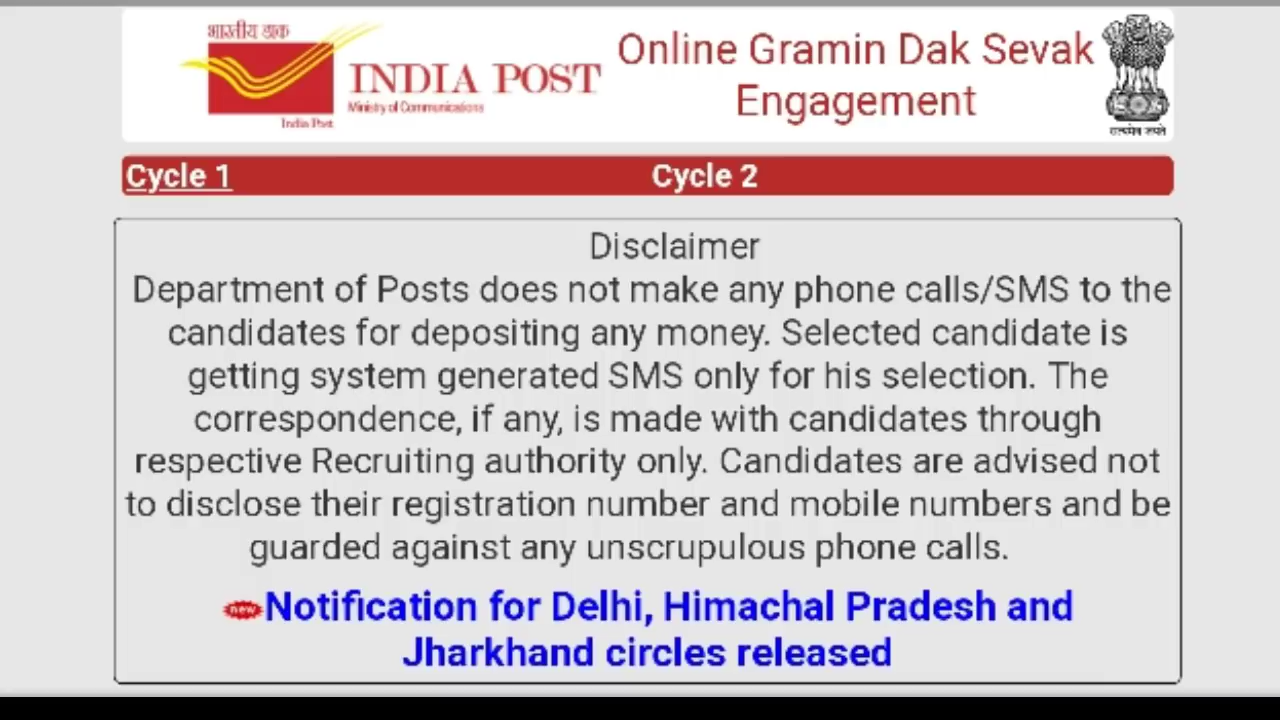 भारतीय डाक
INDIA POST
Ministry of Communications
India Post
Online Gramin Dak Sevak
Engagement
सत्यमेव जयते
Cycle 1
Cycle 2
Disclaimer
Department of Posts does not make any phone calls/SMS to the
candidates for depositing any money. Selected candidate is
getting system generated SMS only for his selection. The
correspondence, if any, is made with candidates through
respective Recruiting authority only. Candidates are advised not
to disclose their registration number and mobile numbers and be
guarded against any unscrupulous phone calls.
new Notification for Delhi, Himachal Pradesh and
Jharkhand circles released